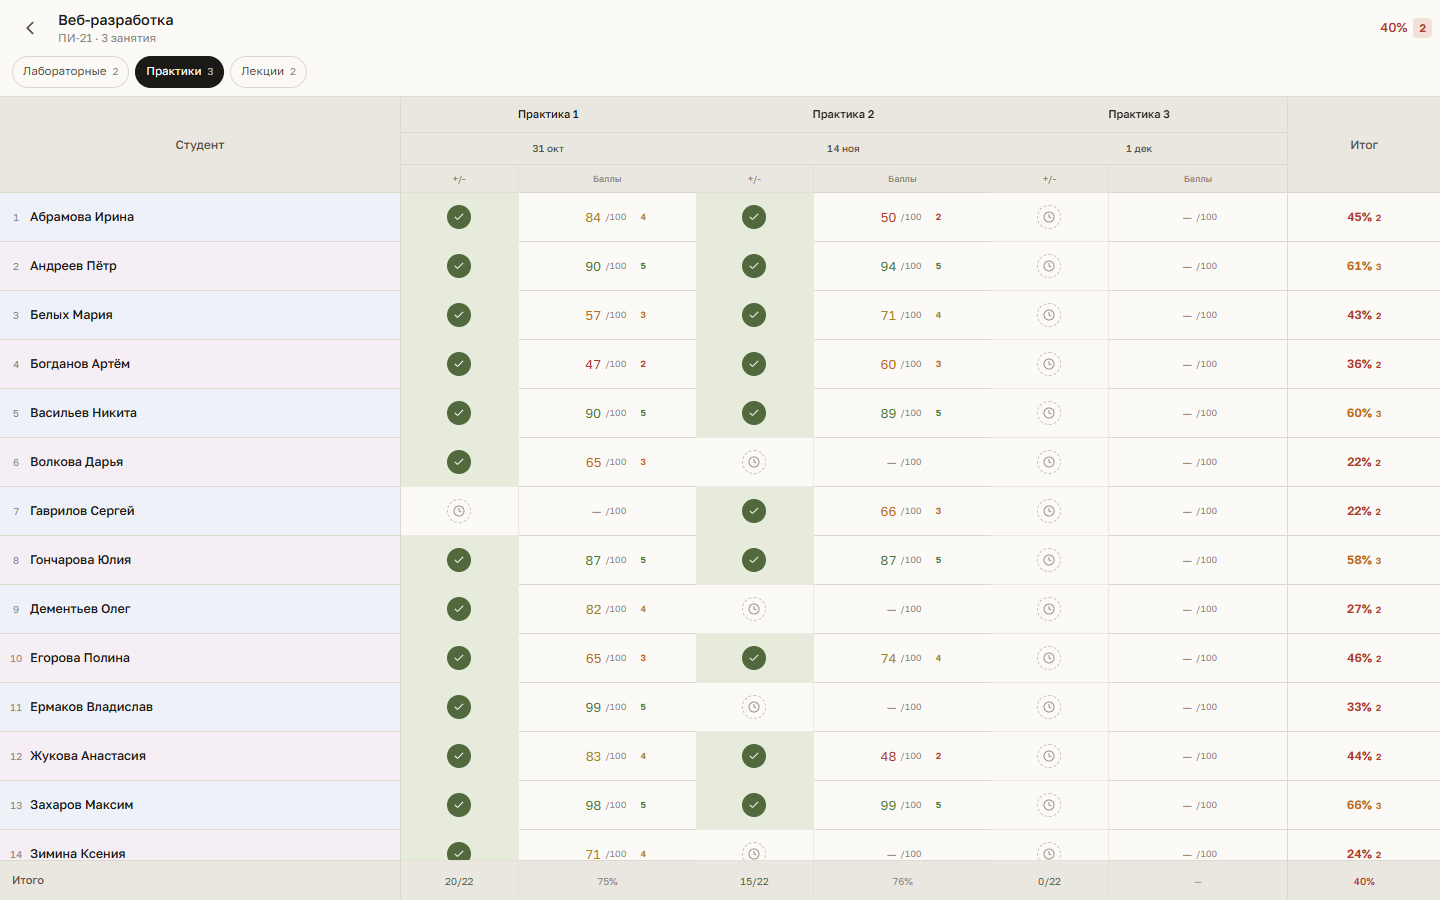 Веб-разработка
ПИ-21 · 3 занятия
40% 2
Лабораторные 2 Практики 3 Лекции 2
Студент Практика 1 Практика 2 Практика 3 Итог
31 окт 14 ноя 1 дек
+/- Баллы +/- Баллы +/- Баллы
1 Абрамова Ирина 84 /100 4 50 /100 2 — /100 45% 2
2 Андреев Пётр 90 /100 5 94 /100 5 — /100 61% 3
3 Белых Мария 57 /100 3 71 /100 4 — /100 43% 2
4 Богданов Артём 47 /100 2 60 /100 3 — /100 36% 2
5 Васильев Никита 90 /100 5 89 /100 5 — /100 60% 3
6 Волкова Дарья 65 /100 3 — /100 — /100 22% 2
7 Гаврилов Сергей — /100 66 /100 3 — /100 22% 2
8 Гончарова Юлия 87 /100 5 87 /100 5 — /100 58% 3
9 Дементьев Олег 82 /100 4 — /100 — /100 27% 2
10 Егорова Полина 65 /100 3 74 /100 4 — /100 46% 2
11 Ермаков Владислав 99 /100 5 — /100 — /100 33% 2
12 Жукова Анастасия 83 /100 4 48 /100 2 — /100 44% 2
13 Захаров Максим 98 /100 5 99 /100 5 — /100 66% 3
14 Зимина Ксения 71 /100 4 — /100 — /100 24% 2
Итого 20/22 75% 15/22 76% 0/22 — 40%